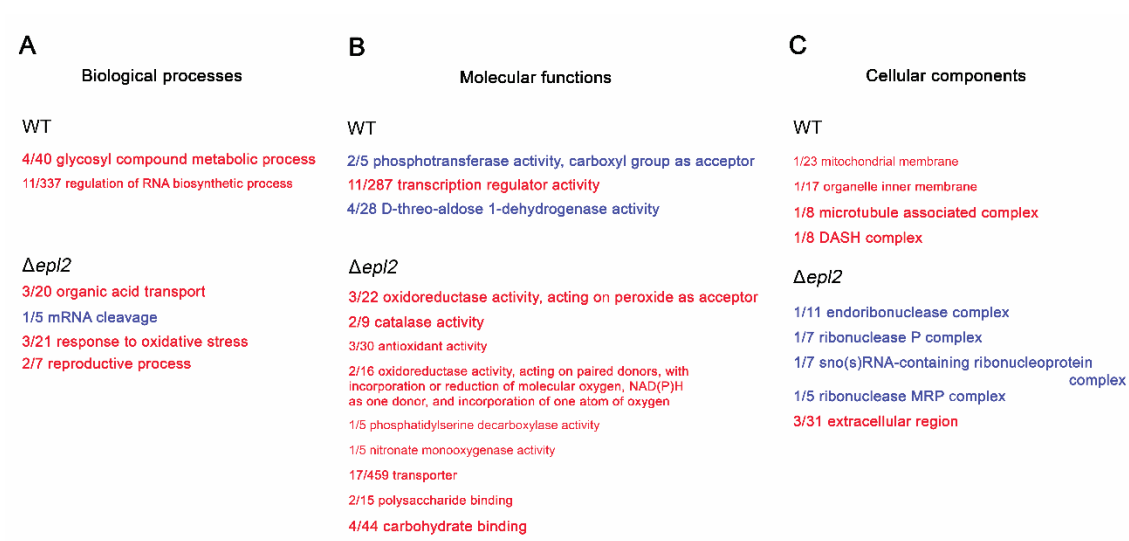 A
Biological processes
WT
4/40 glycosyl compound metabolic process
11/337 regulation of RNA biosynthetic process
Δepl2
3/20 organic acid transport
1/5 mRNA cleavage
3/21 response to oxidative stress
2/7 reproductive process
B
Molecular functions
WT
2/5 phosphotransferase activity, carboxyl group as acceptor
11/287 transcription regulator activity
4/28 D-threo-aldose 1-dehydrogenase activity
Δepl2
3/22 oxidoreductase activity, acting on peroxide as acceptor
2/9 catalase activity
3/30 antioxidant activity
2/16 oxidoreductase activity, acting on paired donors, with
incorporation or reduction of molecular oxygen, NAD(P)H
as one donor, and incorporation of one atom of oxygen
1/5 phosphatidylserine decarboxylase activity
1/5 nitronate monooxygenase activity
17/459 transporter
2/15 polysaccharide binding
4/44 carbohydrate binding
C
Cellular components
WT
1/23 mitochondrial membrane
1/17 organelle inner membrane
1/8 microtubule associated complex
1/8 DASH complex
Δepl2
1/11 endoribonuclease complex
1/7 ribonuclease P complex
1/7 sno(s)RNA-containing ribonucleoprotein
complex
1/5 ribonuclease MRP complex
3/31 extracellular region